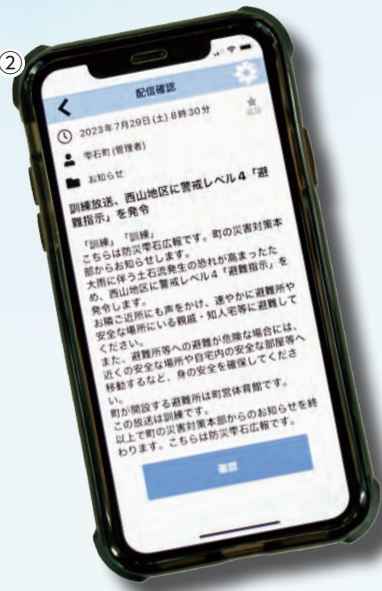 ②
配信確認
2023年7月29日(土) 8時30分
追加
雫石町(管理者)
お知らせ
訓練放送、西山地区に警戒レベル4「避
難指示」を発令
「訓練」「訓練」
こちらは防災雫石広報です。町の災害対策本
部からお知らせします。
大雨に伴う土石流発生の恐れが高まったた
め、西山地区に警戒レベル4「避難指示」を
発令します。
お隣ご近所にも声をかけ、速やかに避難所や
安全な場所にいる親戚・知人宅等に避難して
ください。
また、避難所等への避難が危険な場合には、
近くの安全な場所や自宅内の安全な部屋等へ
移動するなど、身の安全を確保してくださ
い。
町が開設する避難所は町営体育館です。
この放送は訓練です。
以上で町の災害対策本部からのお知らせを終
わります。こちらは防災雫石広報です。
確認